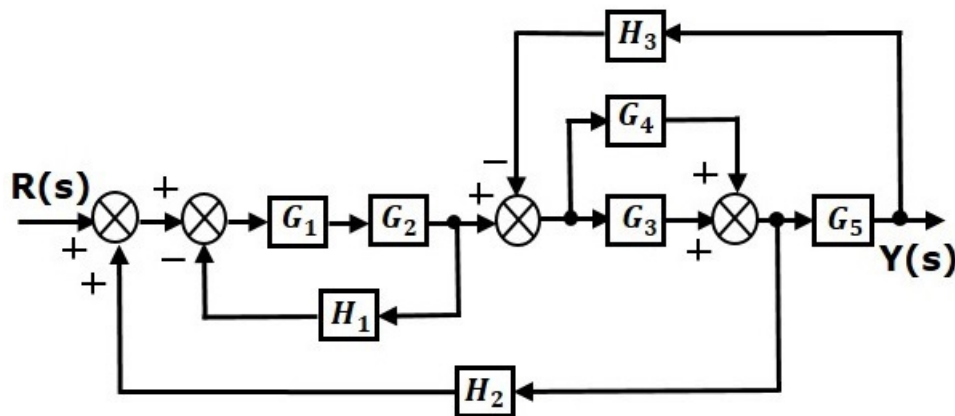 H₃
G₄
R(s)
+
−
+
+
G₁
G₂
G₃
G₅
+
−
+
+
Y(s)
+
H₁
H₂